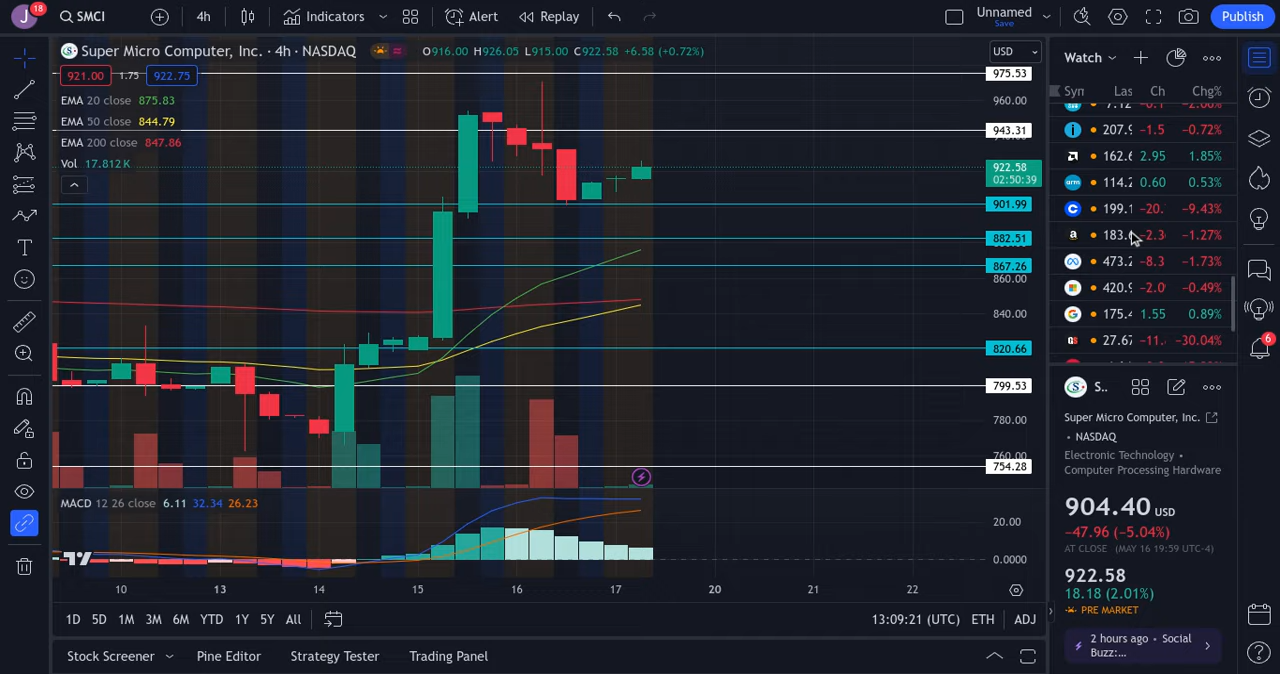 J 18 SMCI 4h Indicators Alert Replay Unnamed Save Publish
Super Micro Computer, Inc. · 4h · NASDAQ O916.00 H926.05 L915.00 C922.58 +6.58 (+0.72%) USD
921.00 1.75 922.75
EMA 20 close 875.83
EMA 50 close 844.79
EMA 200 close 847.86
Vol 17.812 K
975.53
960.00
943.31
922.58
02:50:39
901.99
882.51
867.26
860.00
840.00
820.66
799.53
780.00
760.00
754.28
MACD 12 26 close 6.11 32.34 26.23
20.00
0.0000
10 13 14 15 16 17 20 21 22
1D 5D 1M 3M 6M YTD 1Y 5Y All 13:09:21 (UTC) ETH ADJ
Stock Screener Pine Editor Strategy Tester Trading Panel
Watch
Sym Las Ch Chg%
207.9 −1.5 −0.72%
162.6 2.95 1.85%
arm 114.2 0.60 0.53%
199.1 −20. −9.43%
183. −2.3 −1.27%
473.2 −8.3 −1.73%
420.9 −2.0 −0.49%
175.4 1.55 0.89%
27.67 −11. −30.04%
S..
Super Micro Computer, Inc.
• NASDAQ
Electronic Technology •
Computer Processing Hardware
904.40 USD
−47.96 (−5.04%)
AT CLOSE (MAY 16 19:59 UTC-4)
922.58
18.18 (2.01%)
PRE MARKET
2 hours ago • Social
Buzz:...
6